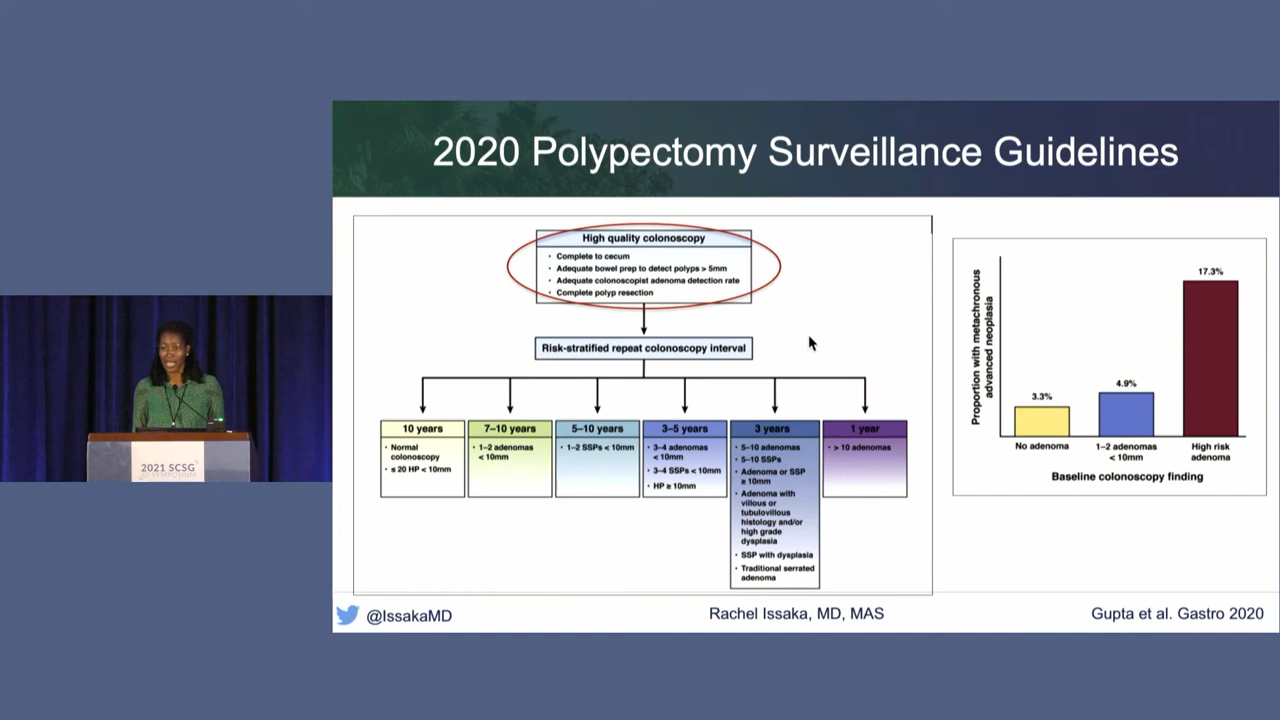 2020 Polypectomy Surveillance Guidelines
High quality colonoscopy
• Complete to cecum
• Adequate bowel prep to detect polyps > 5mm
• Adequate colonoscopist adenoma detection rate
• Complete polyp resection
Risk-stratified repeat colonoscopy interval
10 years
• Normal
colonoscopy
• ≤ 20 HP < 10mm
7–10 years
• 1–2 adenomas
< 10mm
5–10 years
• 1–2 SSPs < 10mm
3–5 years
• 3–4 adenomas
< 10mm
• 3–4 SSPs < 10mm
• HP ≥ 10mm
3 years
• 5–10 adenomas
• 5–10 SSPs
• Adenoma or SSP
≥ 10mm
• Adenoma with
villous or
tubulovillous
histology and/or
high grade
dysplasia
• SSP with dysplasia
• Traditional serrated
adenoma
1 year
• > 10 adenomas
Proportion with metachronous
advanced neoplasia
3.3%
4.9%
17.3%
No adenoma
1–2 adenomas
< 10mm
High risk
adenoma
Baseline colonoscopy finding
2021 SCSG
GI SYMPOSIUM
@IssakaMD
Rachel Issaka, MD, MAS
Gupta et al. Gastro 2020